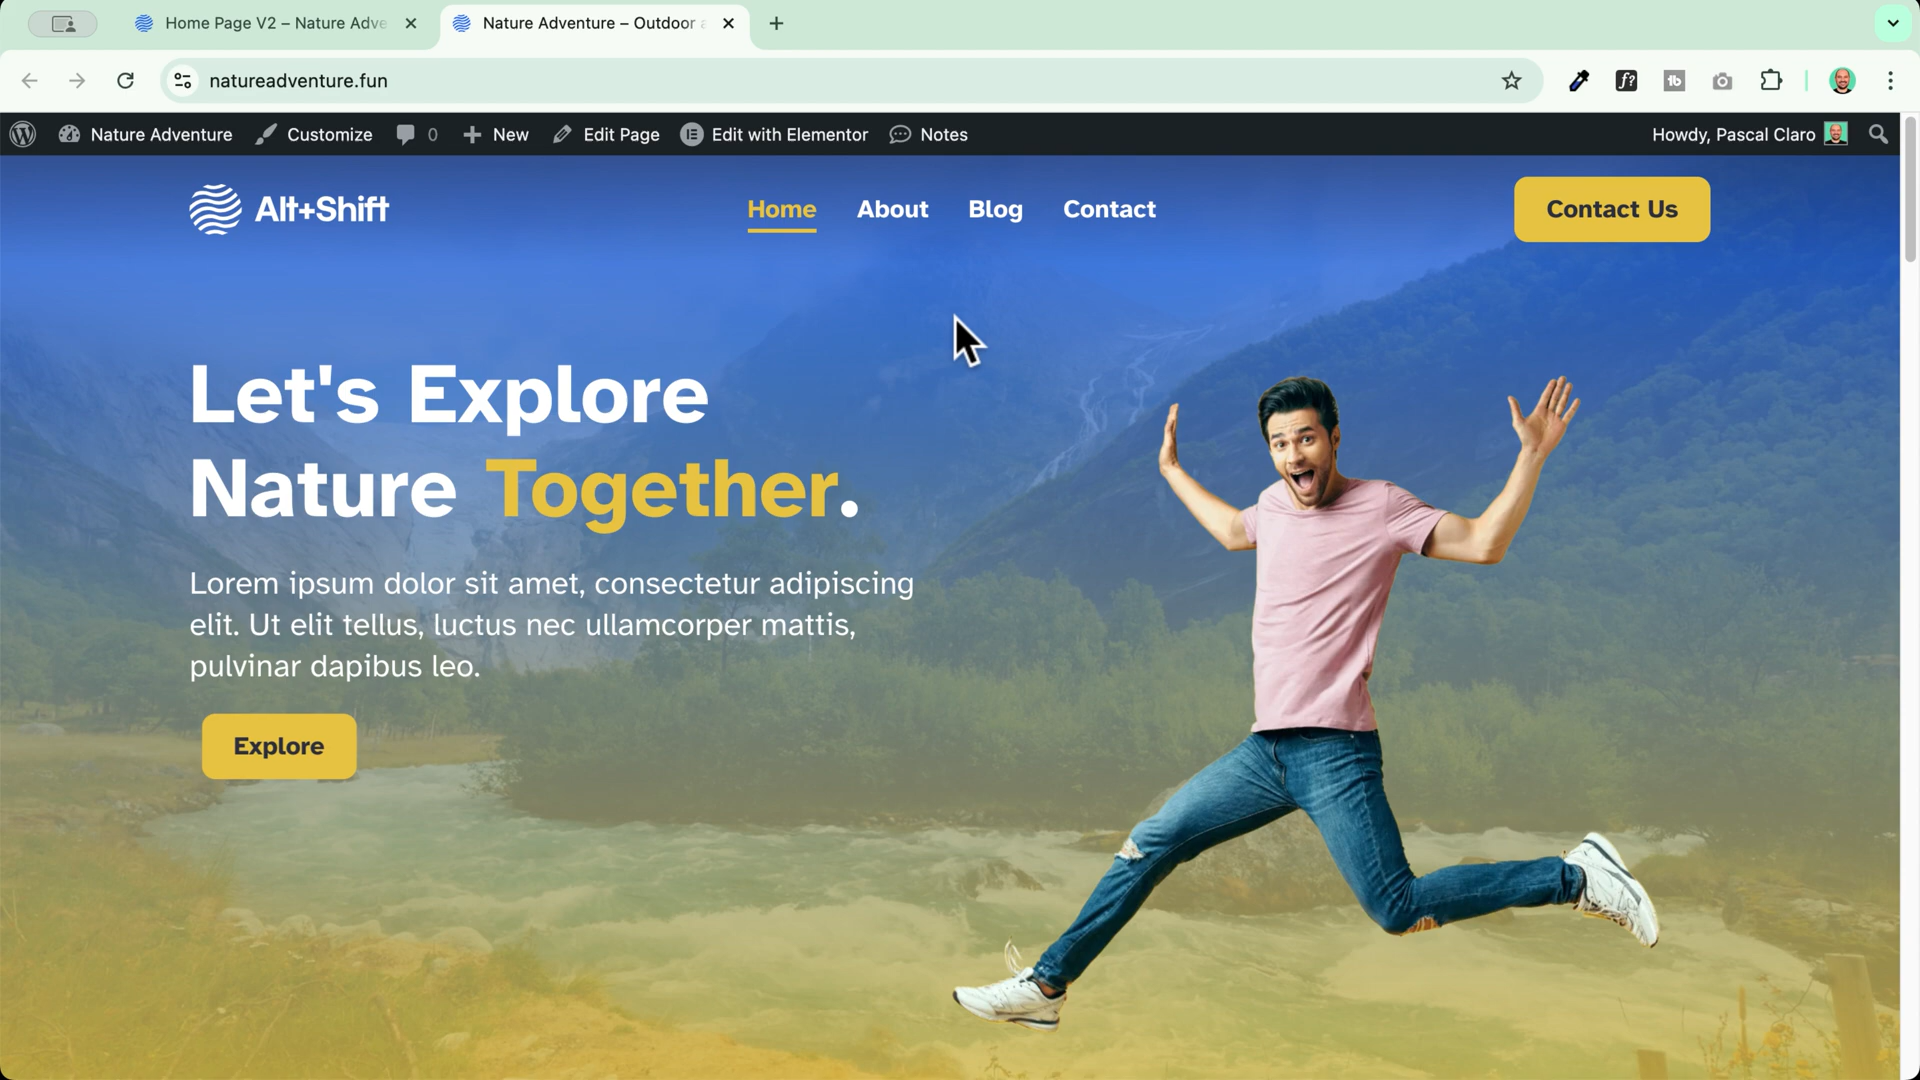 Home Page V2 – Nature Adve
Nature Adventure – Outdoor a
natureadventure.fun
Nature Adventure
Customize
0
New
Edit Page
Edit with Elementor
Notes
Howdy, Pascal Claro
Alt+Shift
Home
About
Blog
Contact
Contact Us
Let's Explore
Nature Together.
Lorem ipsum dolor sit amet, consectetur adipiscing
elit. Ut elit tellus, luctus nec ullamcorper mattis,
pulvinar dapibus leo.
Explore